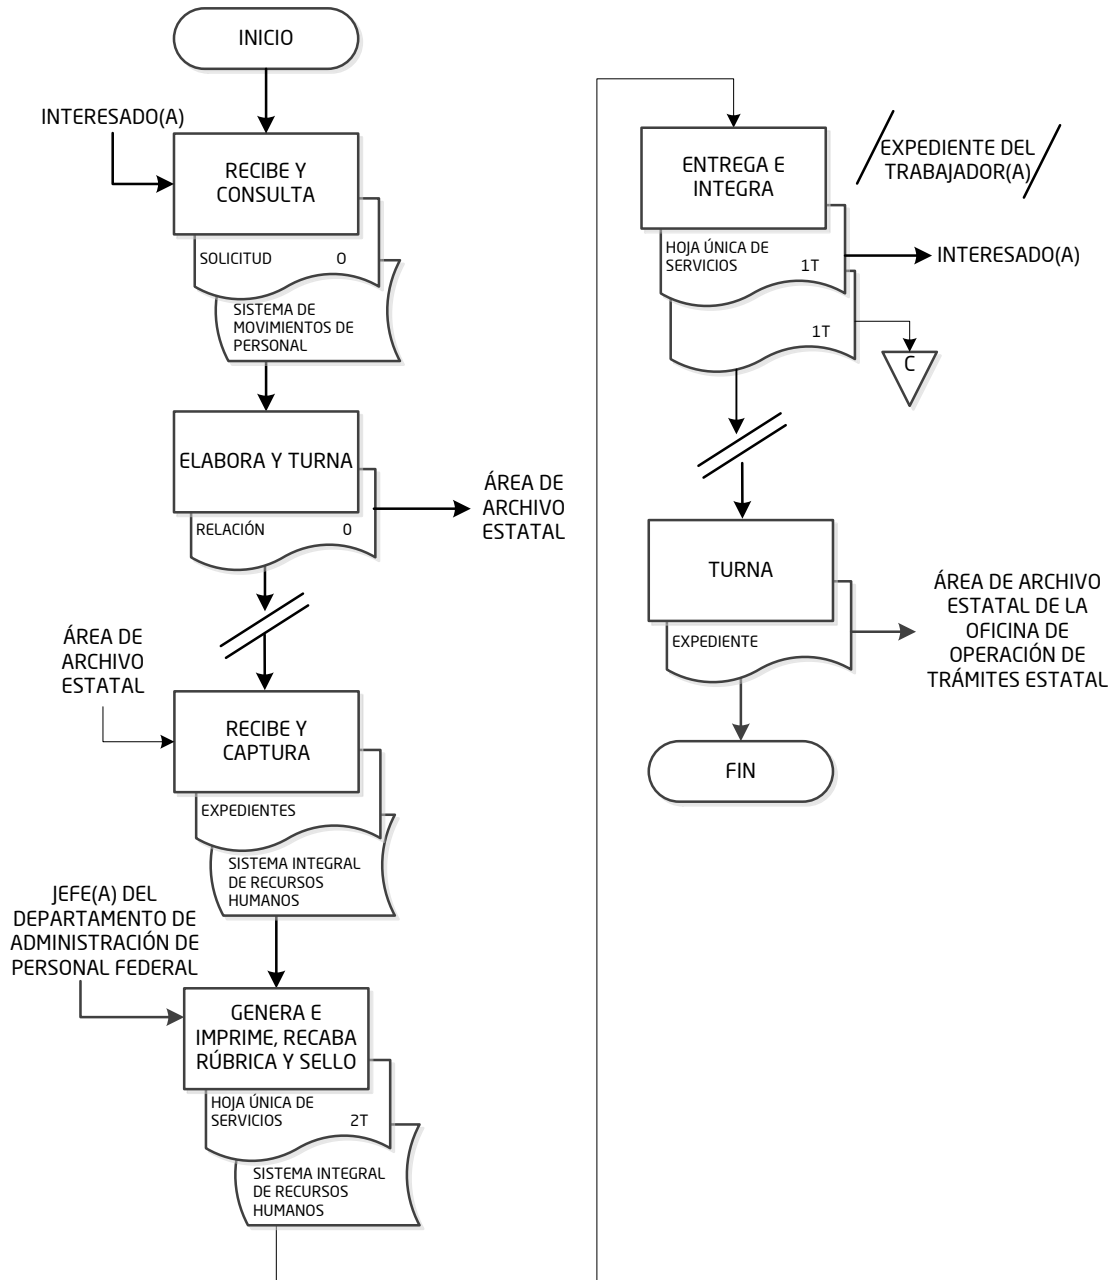 INICIO
INTERESADO(A)
RECIBE Y
CONSULTA
SOLICITUD 0
SISTEMA DE
MOVIMIENTOS DE
PERSONAL
ELABORA Y TURNA
RELACIÓN 0
ÁREA DE
ARCHIVO
ESTATAL
ÁREA DE
ARCHIVO
ESTATAL
RECIBE Y
CAPTURA
EXPEDIENTES
SISTEMA INTEGRAL
DE RECURSOS
HUMANOS
JEFE(A) DEL
DEPARTAMENTO DE
ADMINISTRACIÓN DE
PERSONAL FEDERAL
GENERA E
IMPRIME, RECABA
RÚBRICA Y SELLO
HOJA ÚNICA DE
SERVICIOS 2T
SISTEMA INTEGRAL
DE RECURSOS
HUMANOS
ENTREGA E
INTEGRA
EXPEDIENTE DEL
TRABAJADOR(A)
HOJA ÚNICA DE
SERVICIOS 1T
INTERESADO(A)
1T
C
TURNA
EXPEDIENTE
ÁREA DE ARCHIVO
ESTATAL DE LA
OFICINA DE
OPERACIÓN DE
TRÁMITES ESTATAL
FIN